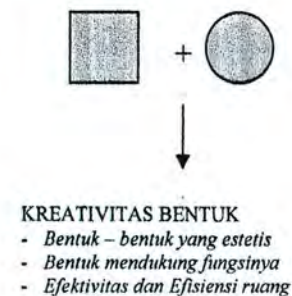 +
KREATIVITAS BENTUK
- Bentuk – bentuk yang estetis
- Bentuk mendukung fungsinya
- Efektivitas dan Efisiensi ruang